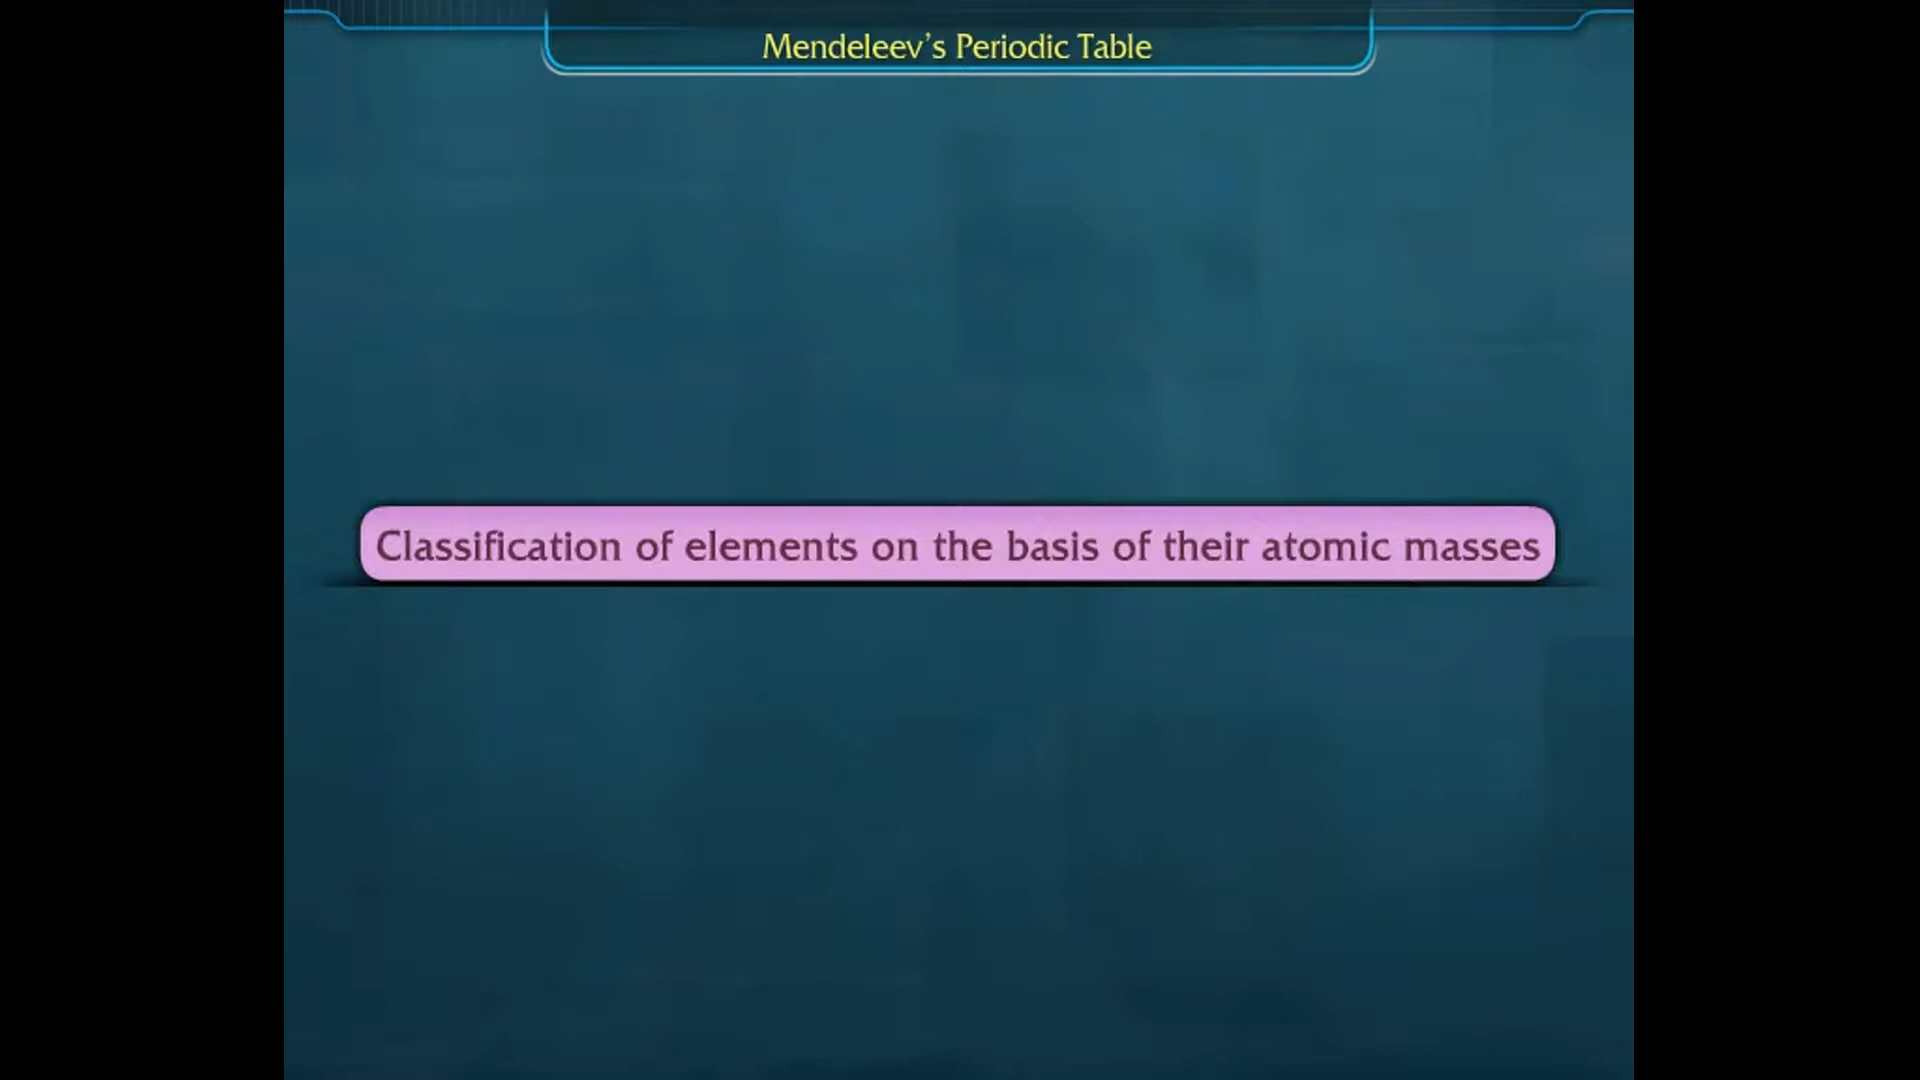 Mendeleev's Periodic Table
Classification of elements on the basis of their atomic masses